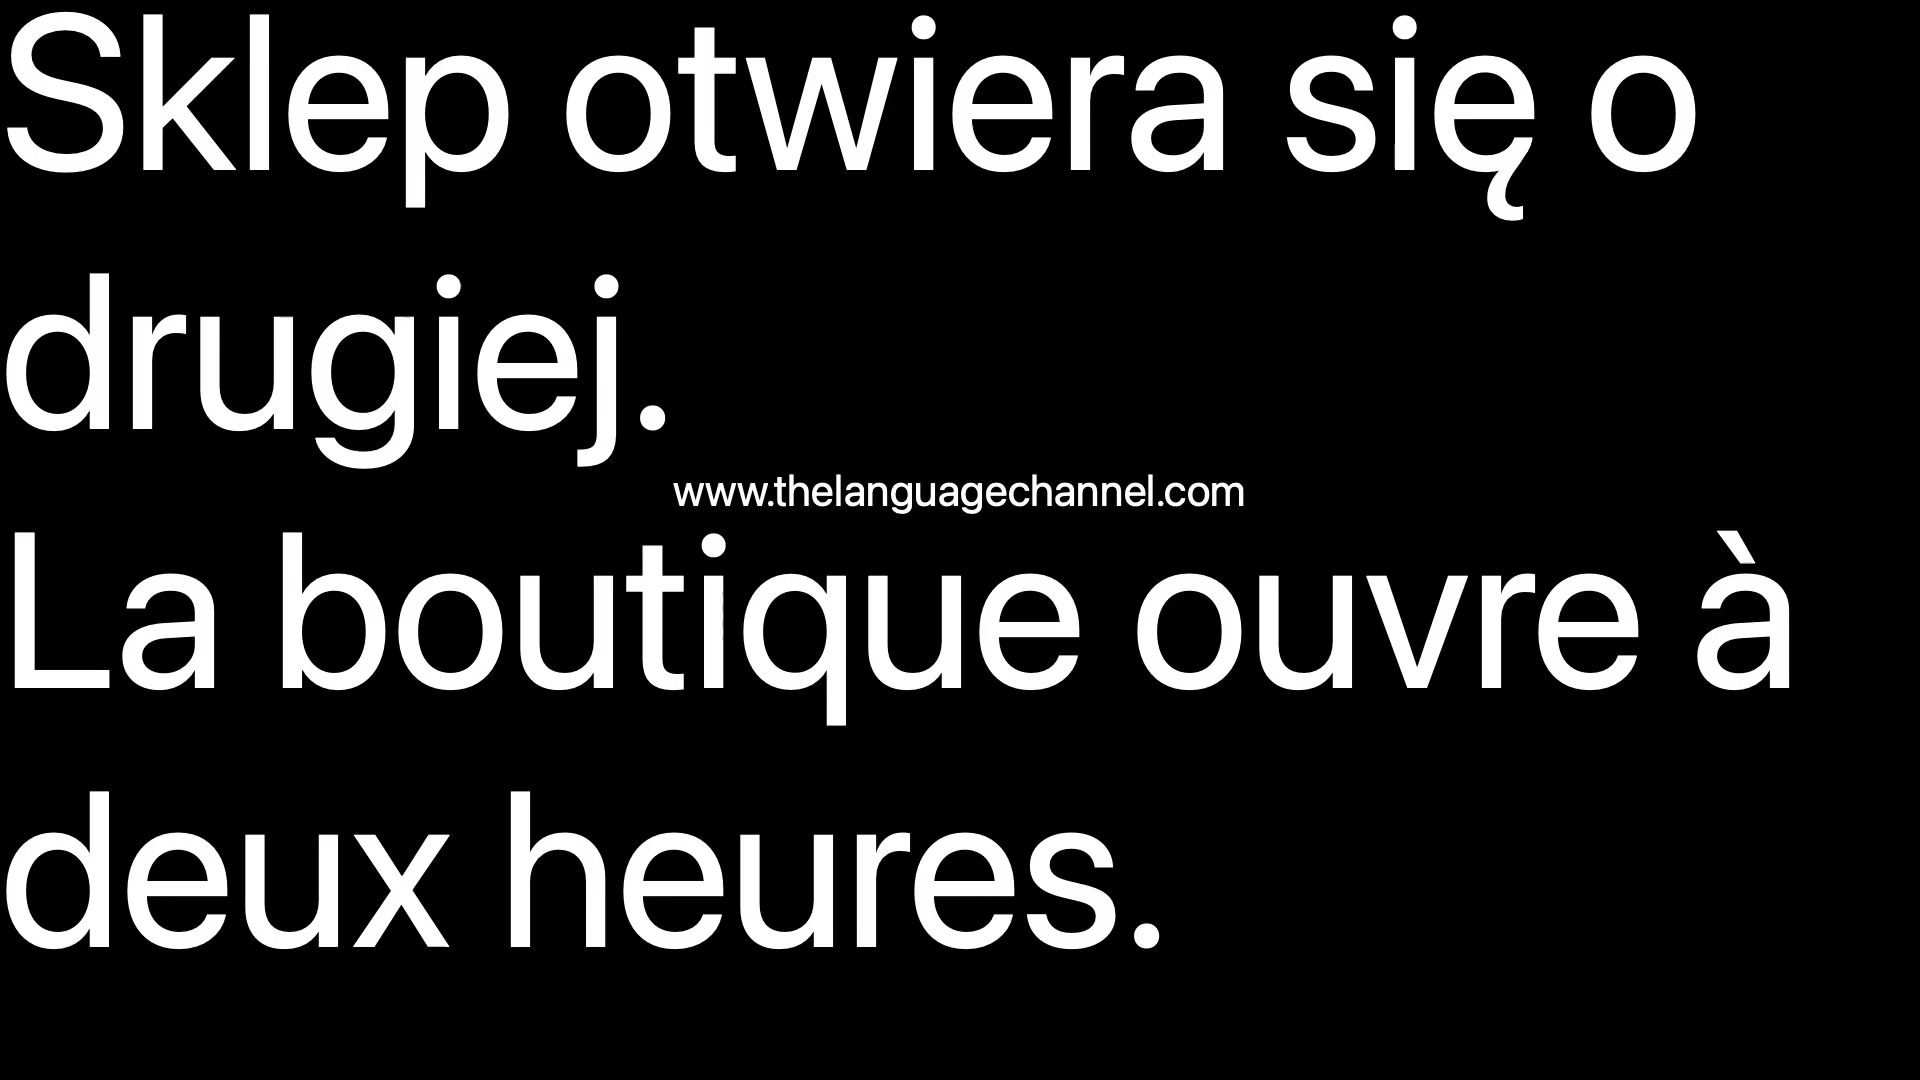 Sklep otwiera się o
drugiej.
www.thelanguagechannel.com
La boutique ouvre à
deux heures.